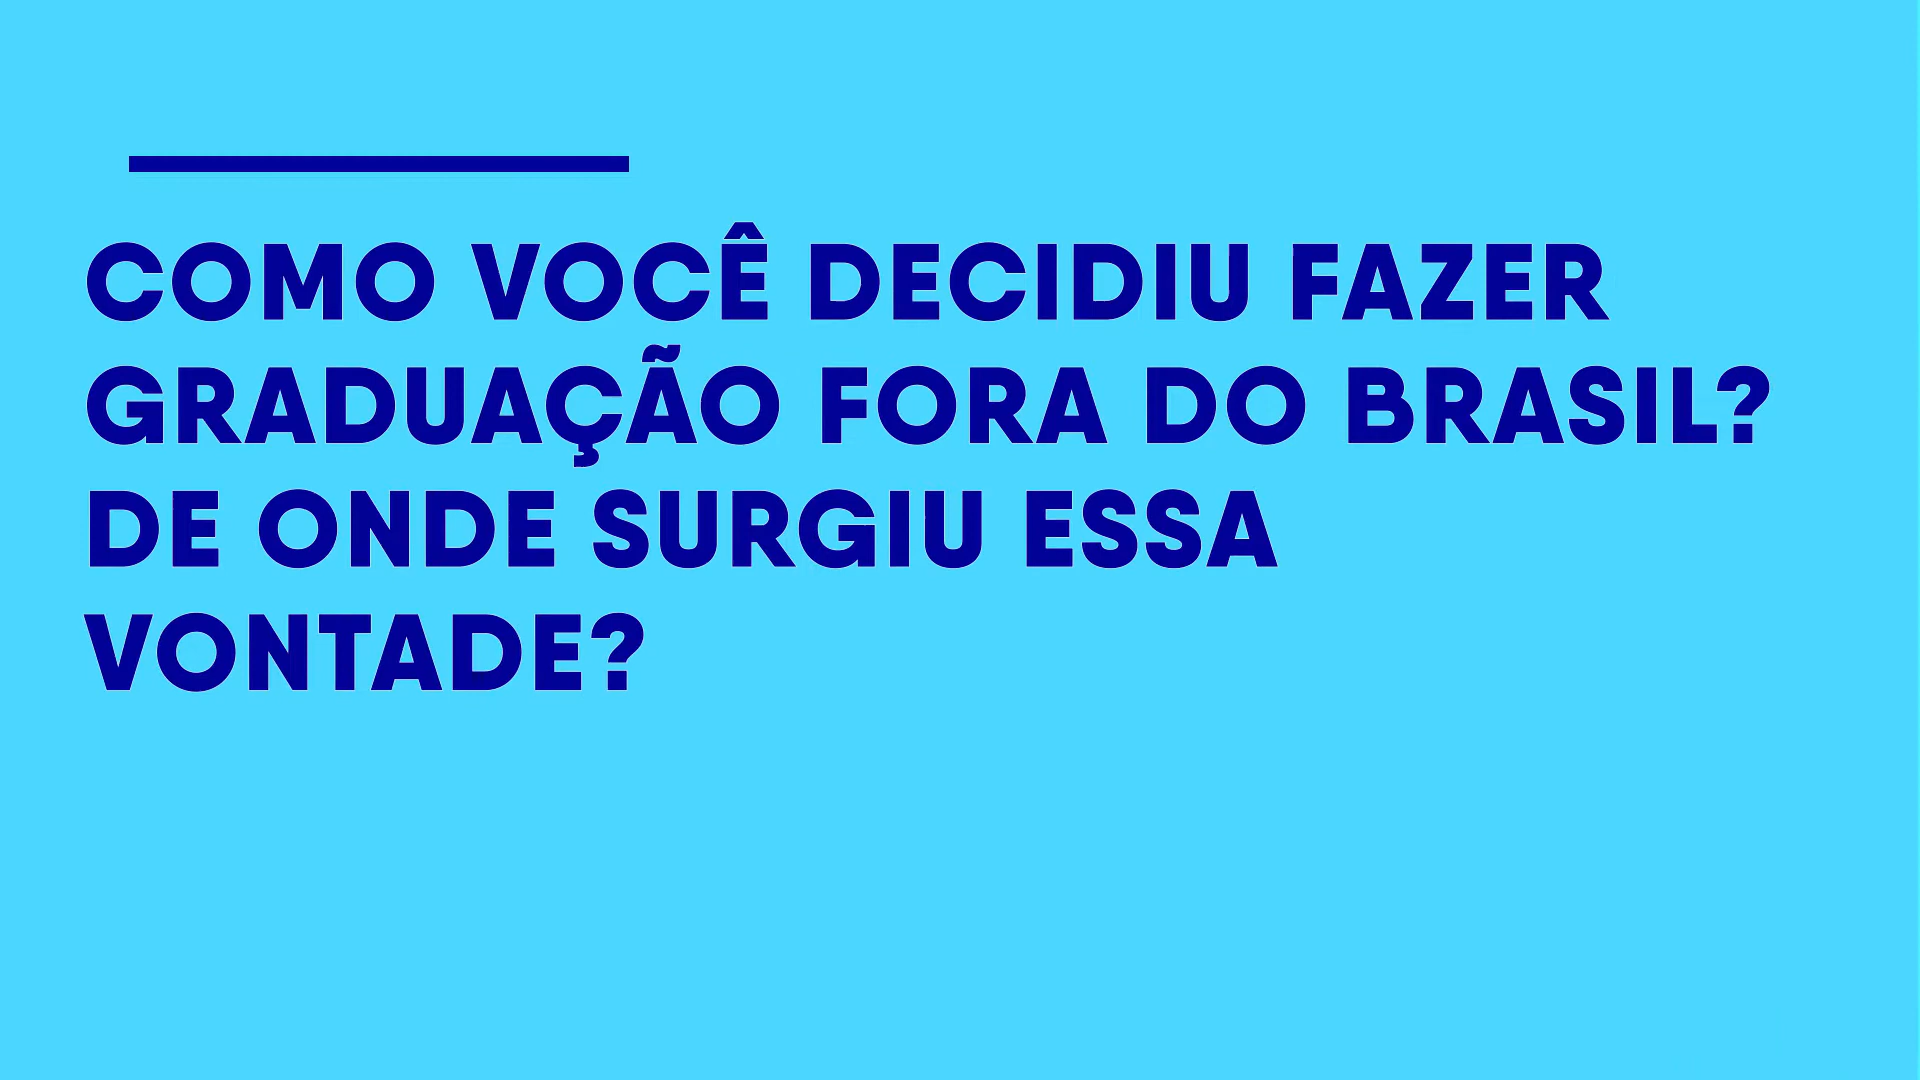 COMO VOCÊ DECIDIU FAZER
GRADUAÇÃO FORA DO BRASIL?
DE ONDE SURGIU ESSA
VONTADE?